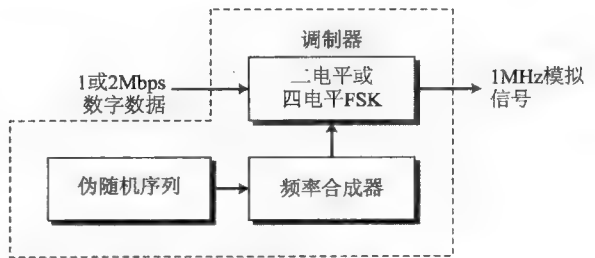 调制器
1或2Mbps
数字数据
二电平或
四电平FSK
1MHz模拟
信号
伪随机序列
频率合成器